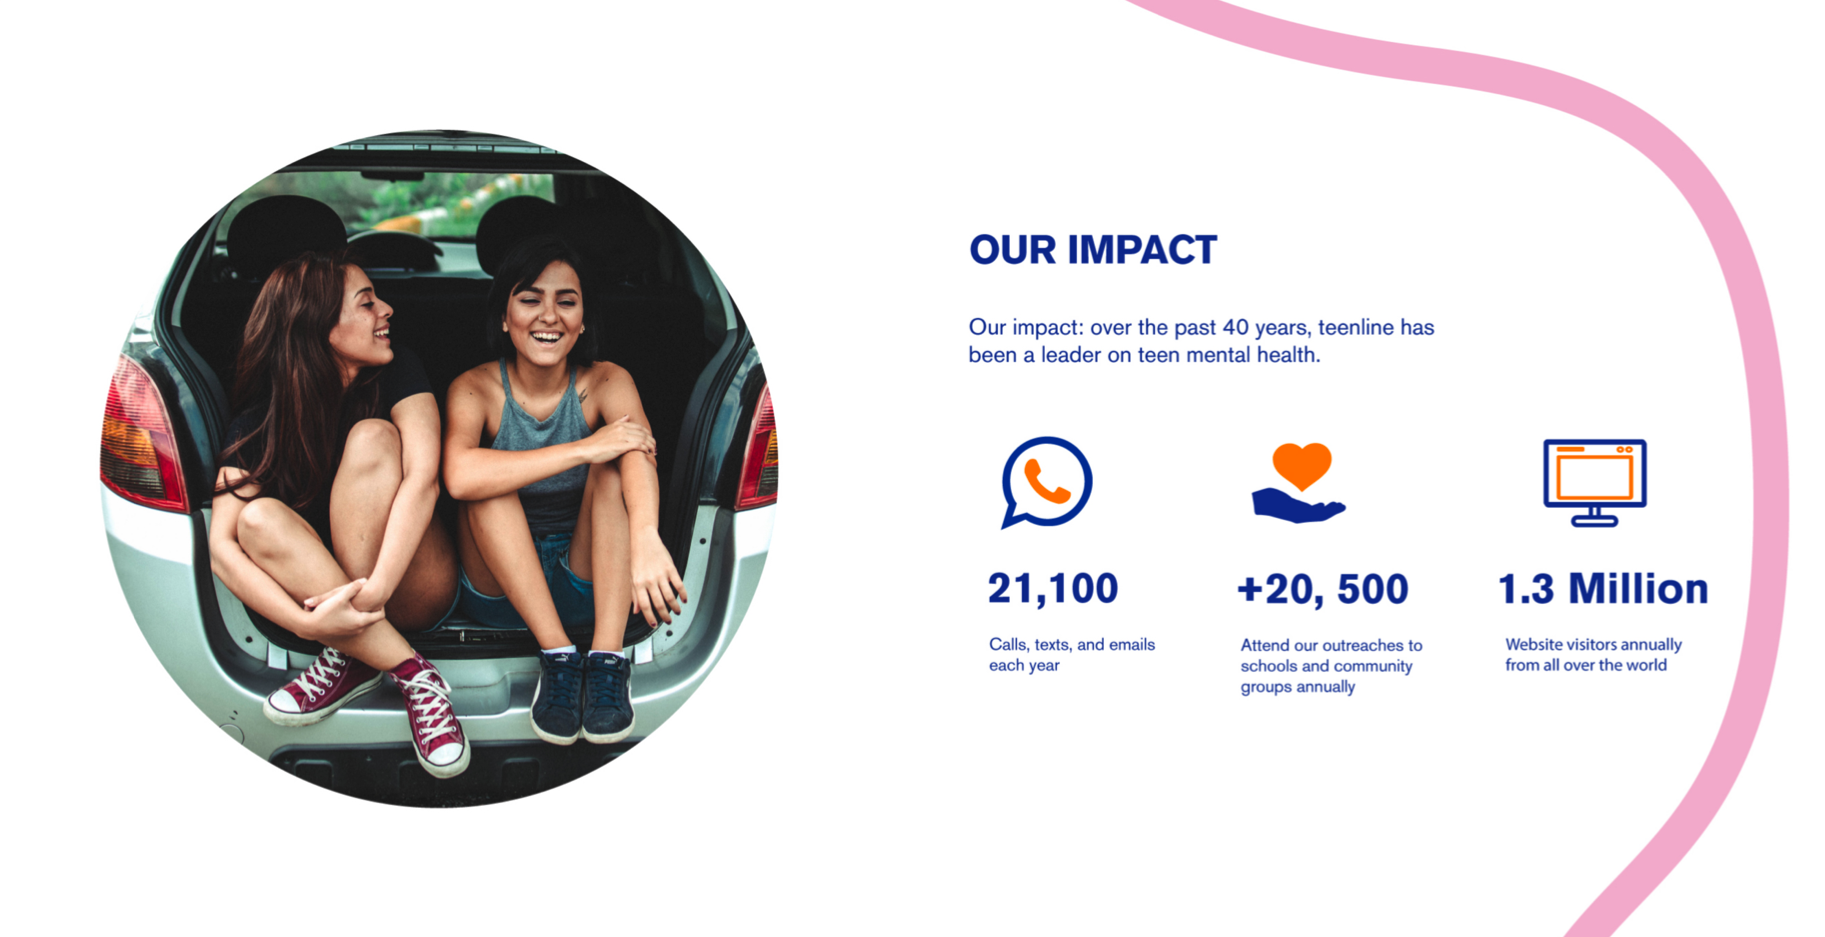 OUR IMPACT
Our impact: over the past 40 years, teenline has
been a leader on teen mental health.
21,100
Calls, texts, and emails
each year
+20, 500
Attend our outreaches to
schools and community
groups annually
1.3 Million
Website visitors annually
from all over the world